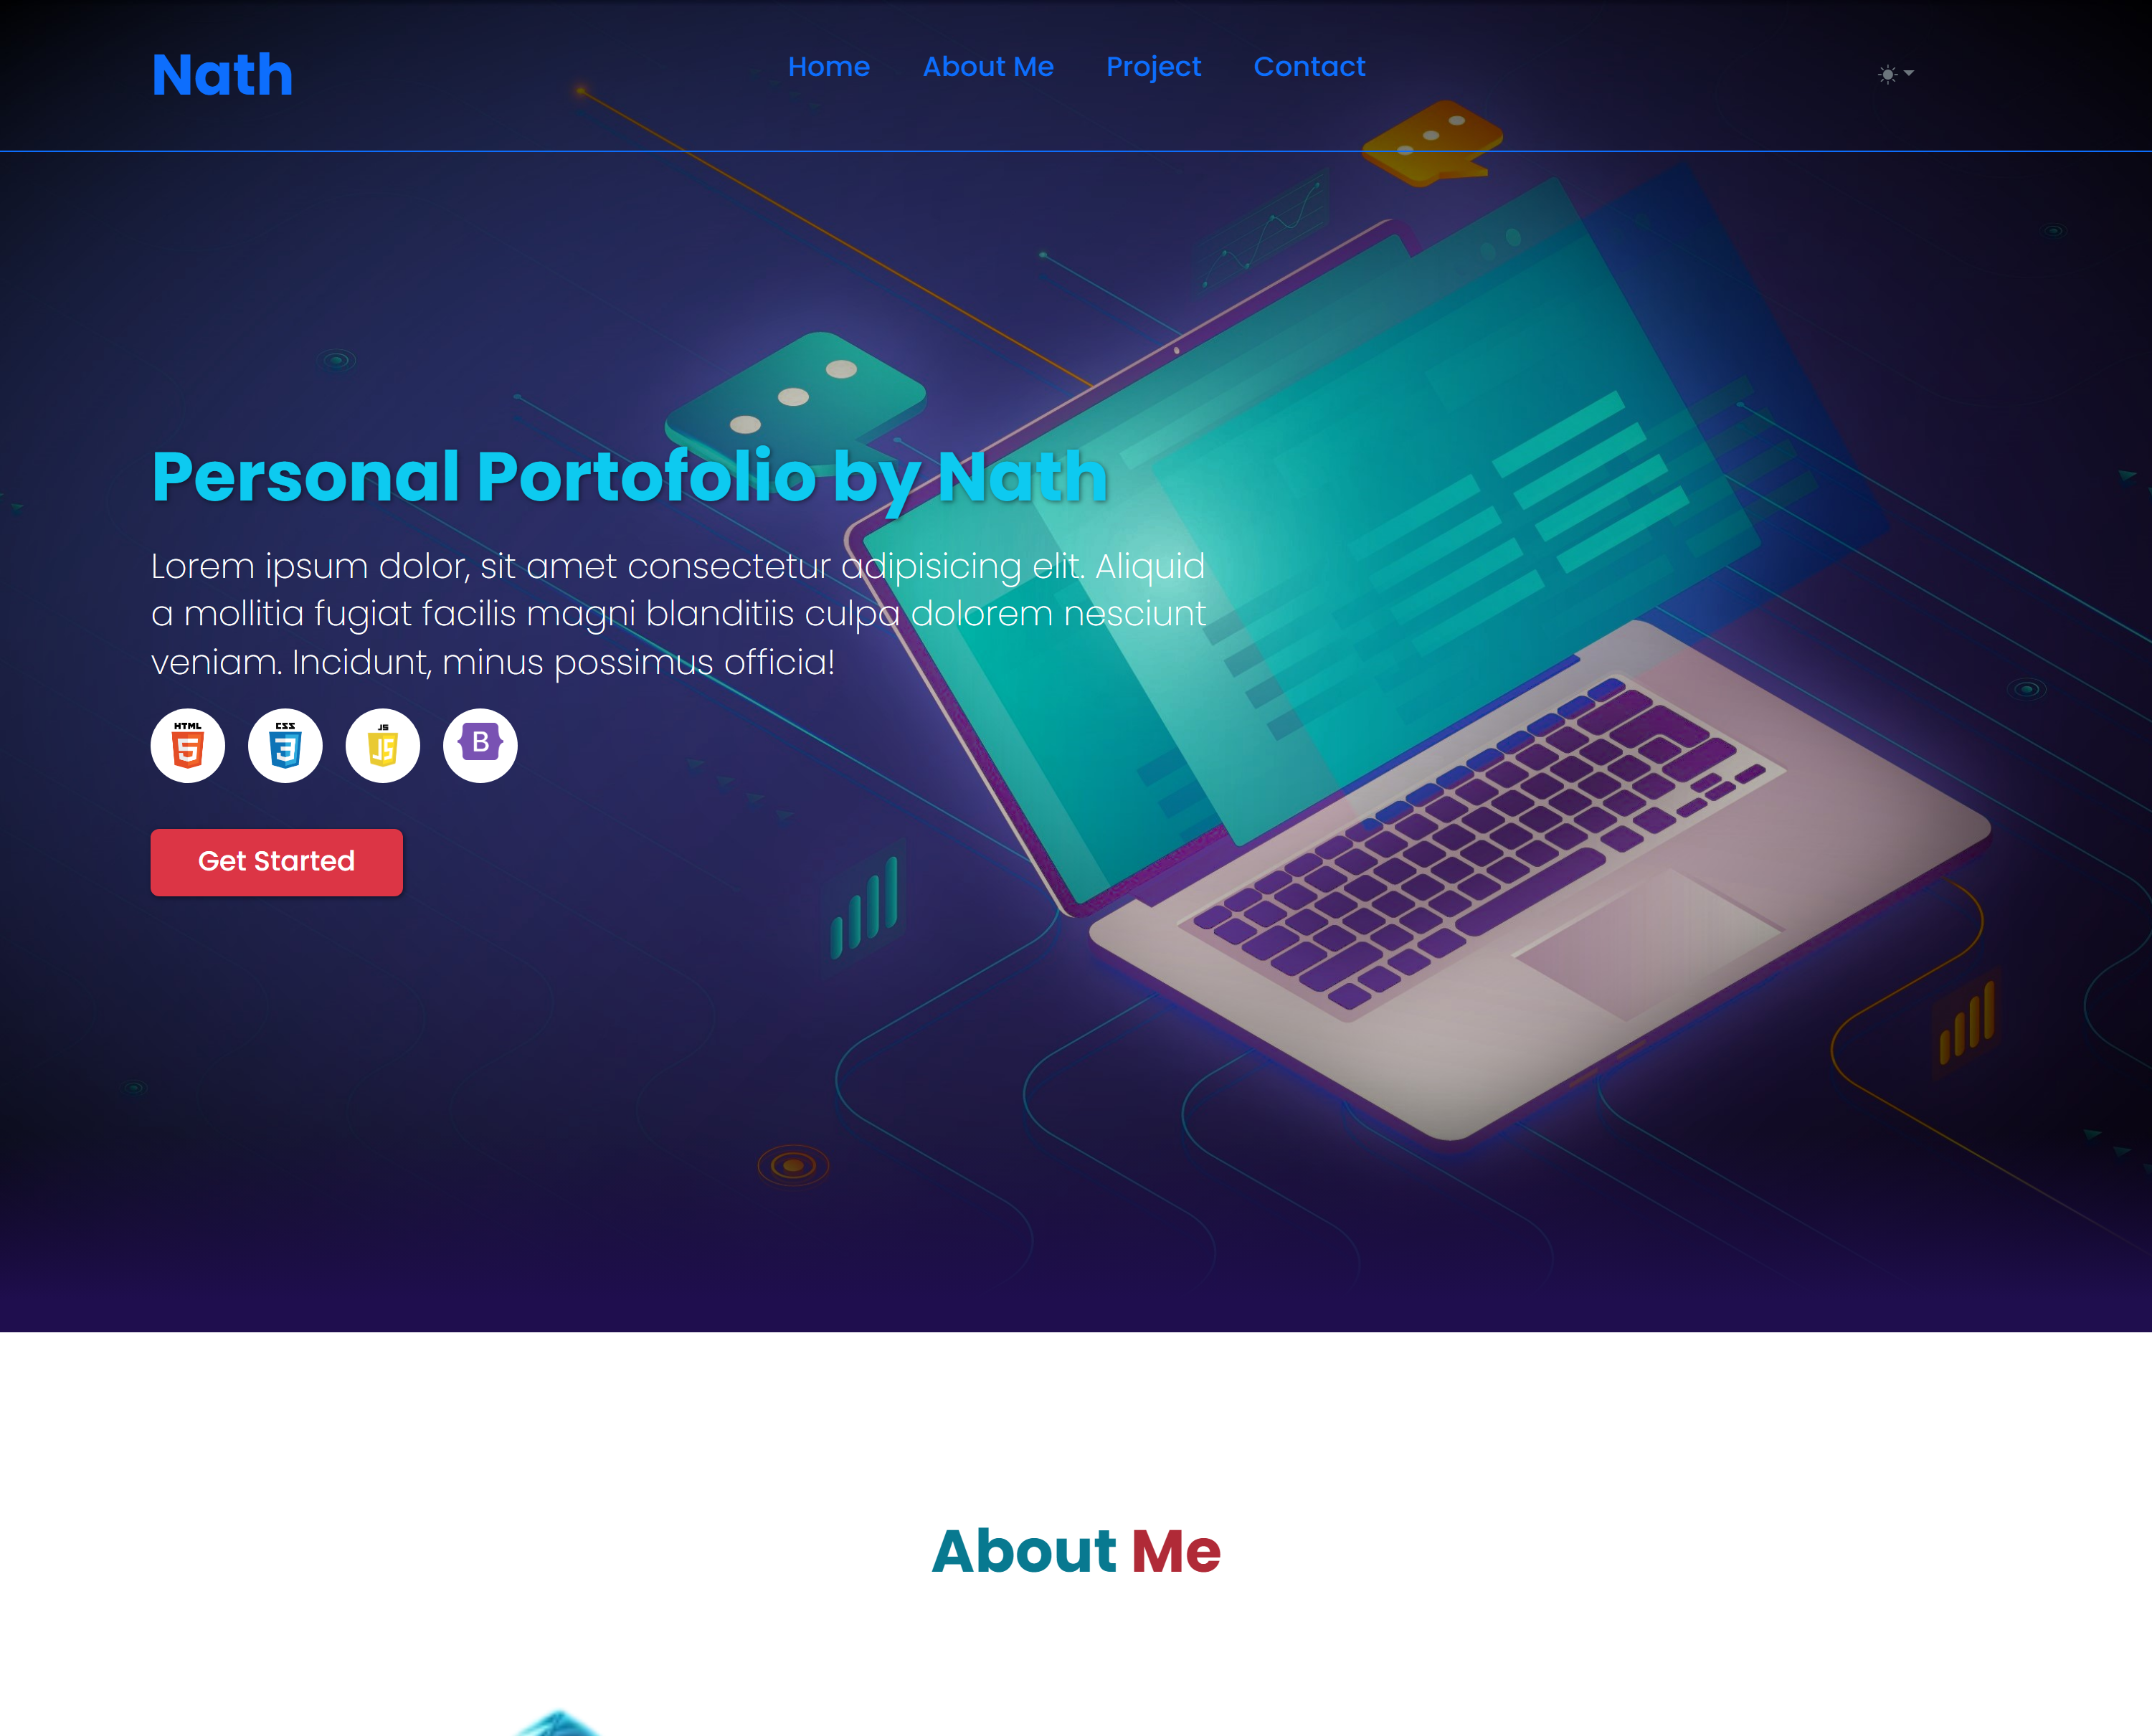 Nath
Home About Me Project Contact
Personal Portofolio by Nath
Lorem ipsum dolor, sit amet consectetur adipisicing elit. Aliquid
a mollitia fugiat facilis magni blanditiis culpa dolorem nesciunt
veniam. Incidunt, minus possimus officia!
HTML CSS JS
5 3 JS B
Get Started
About Me